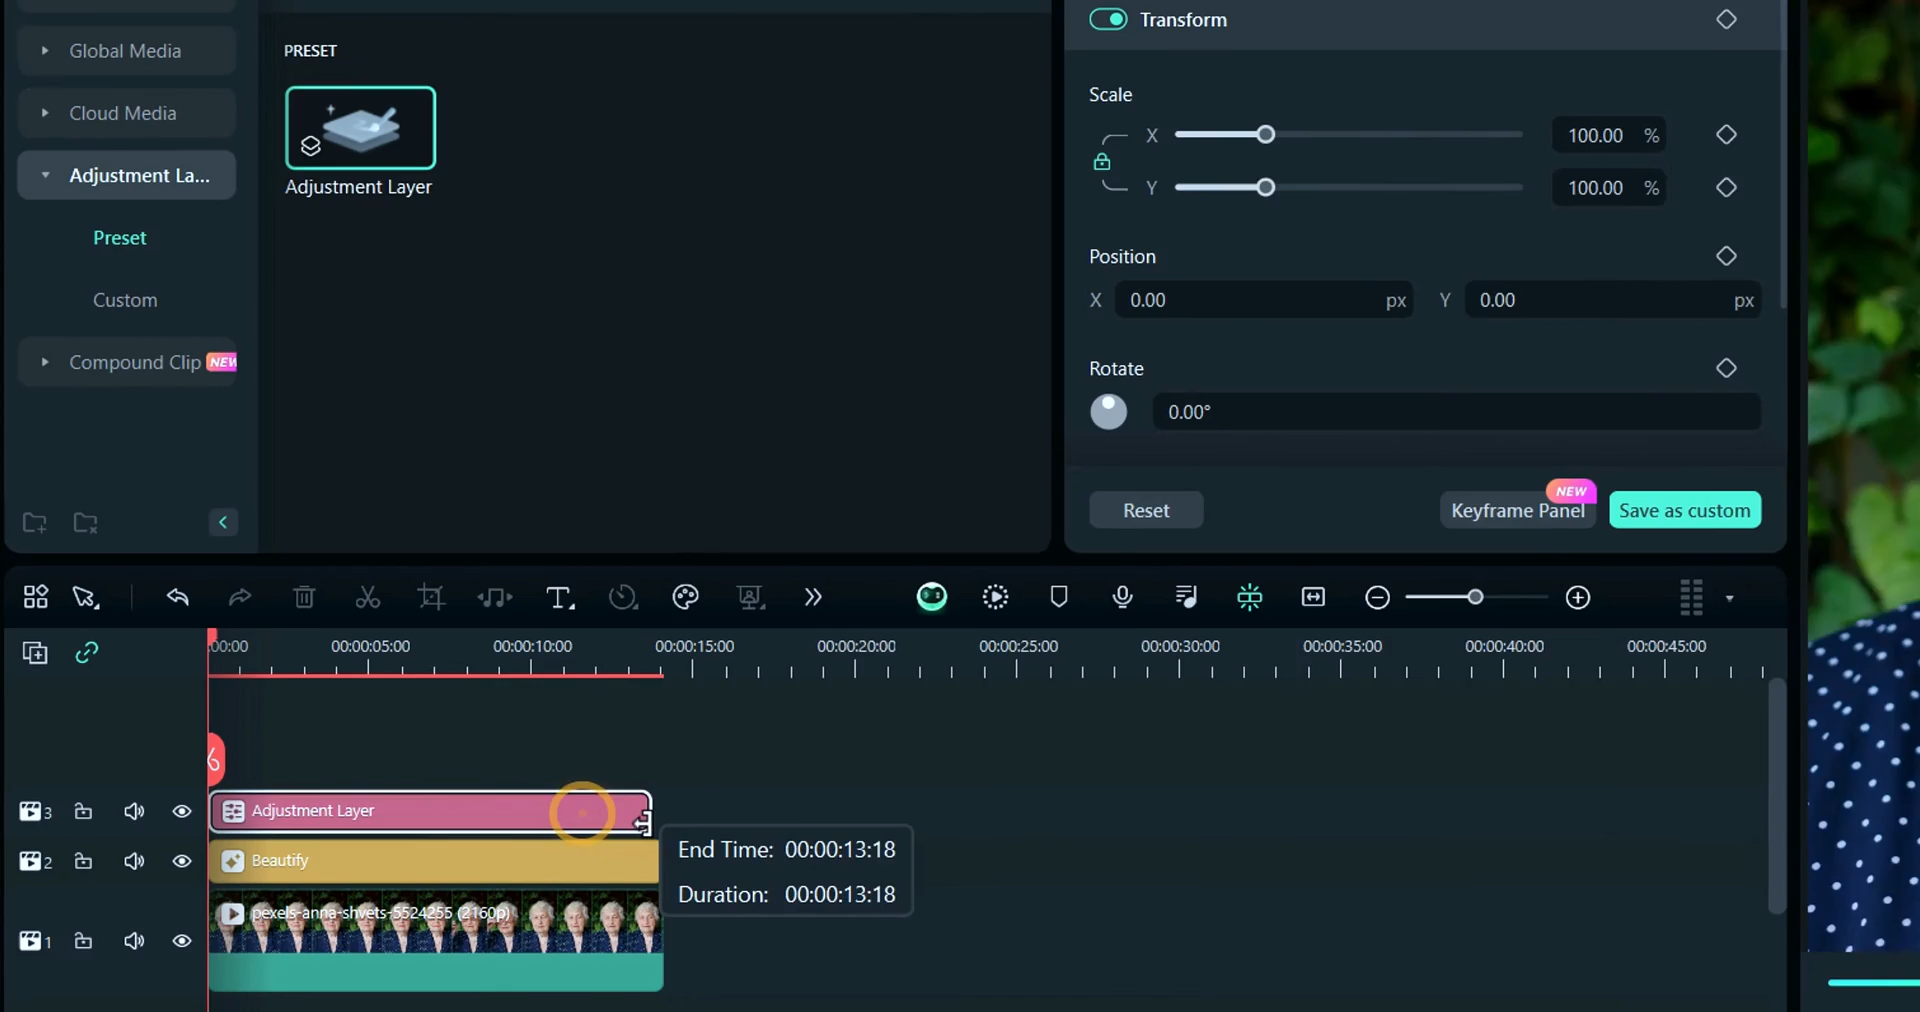 Global Media
Cloud Media
Adjustment La...
Preset
Custom
Compound Clip NEW
PRESET
Adjustment Layer
Transform
Scale
X 100.00 %
Y 100.00 %
Position
X 0.00 px Y 0.00 px
Rotate
0.00°
Reset
NEW
Keyframe Panel
Save as custom
:00:00 00:00:05:00 00:00:10:00 00:00:15:00 00:00:20:00 00:00:25:00 00:00:30:00 00:00:35:00 00:00:40:00 00:00:45:00
3 Adjustment Layer
2 Beautify
End Time: 00:00:13:18
Duration: 00:00:13:18
pexels-anna-shvets-5524255 (2160p)
1